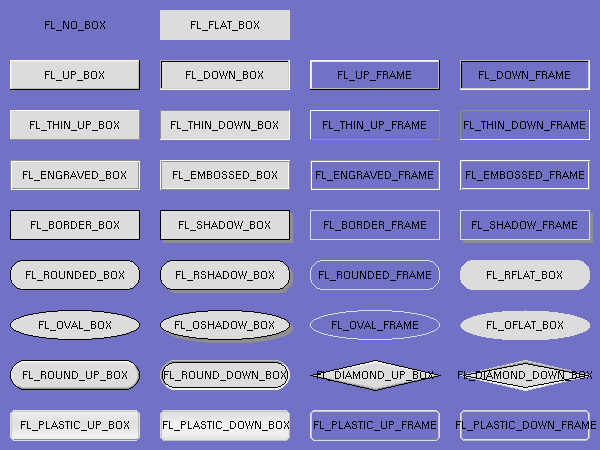 FL_NO_BOX FL_FLAT_BOX
FL_UP_BOX FL_DOWN_BOX FL_UP_FRAME FL_DOWN_FRAME
FL_THIN_UP_BOX FL_THIN_DOWN_BOX FL_THIN_UP_FRAME FL_THIN_DOWN_FRAME
FL_ENGRAVED_BOX FL_EMBOSSED_BOX FL_ENGRAVED_FRAME FL_EMBOSSED_FRAME
FL_BORDER_BOX FL_SHADOW_BOX FL_BORDER_FRAME FL_SHADOW_FRAME
FL_ROUNDED_BOX FL_RSHADOW_BOX FL_ROUNDED_FRAME FL_RFLAT_BOX
FL_OVAL_BOX FL_OSHADOW_BOX FL_OVAL_FRAME FL_OFLAT_BOX
FL_ROUND_UP_BOX FL_ROUND_DOWN_BOX FL_DIAMOND_UP_BOX FL_DIAMOND_DOWN_BOX
FL_PLASTIC_UP_BOX FL_PLASTIC_DOWN_BOX FL_PLASTIC_UP_FRAME FL_PLASTIC_DOWN_FRAME